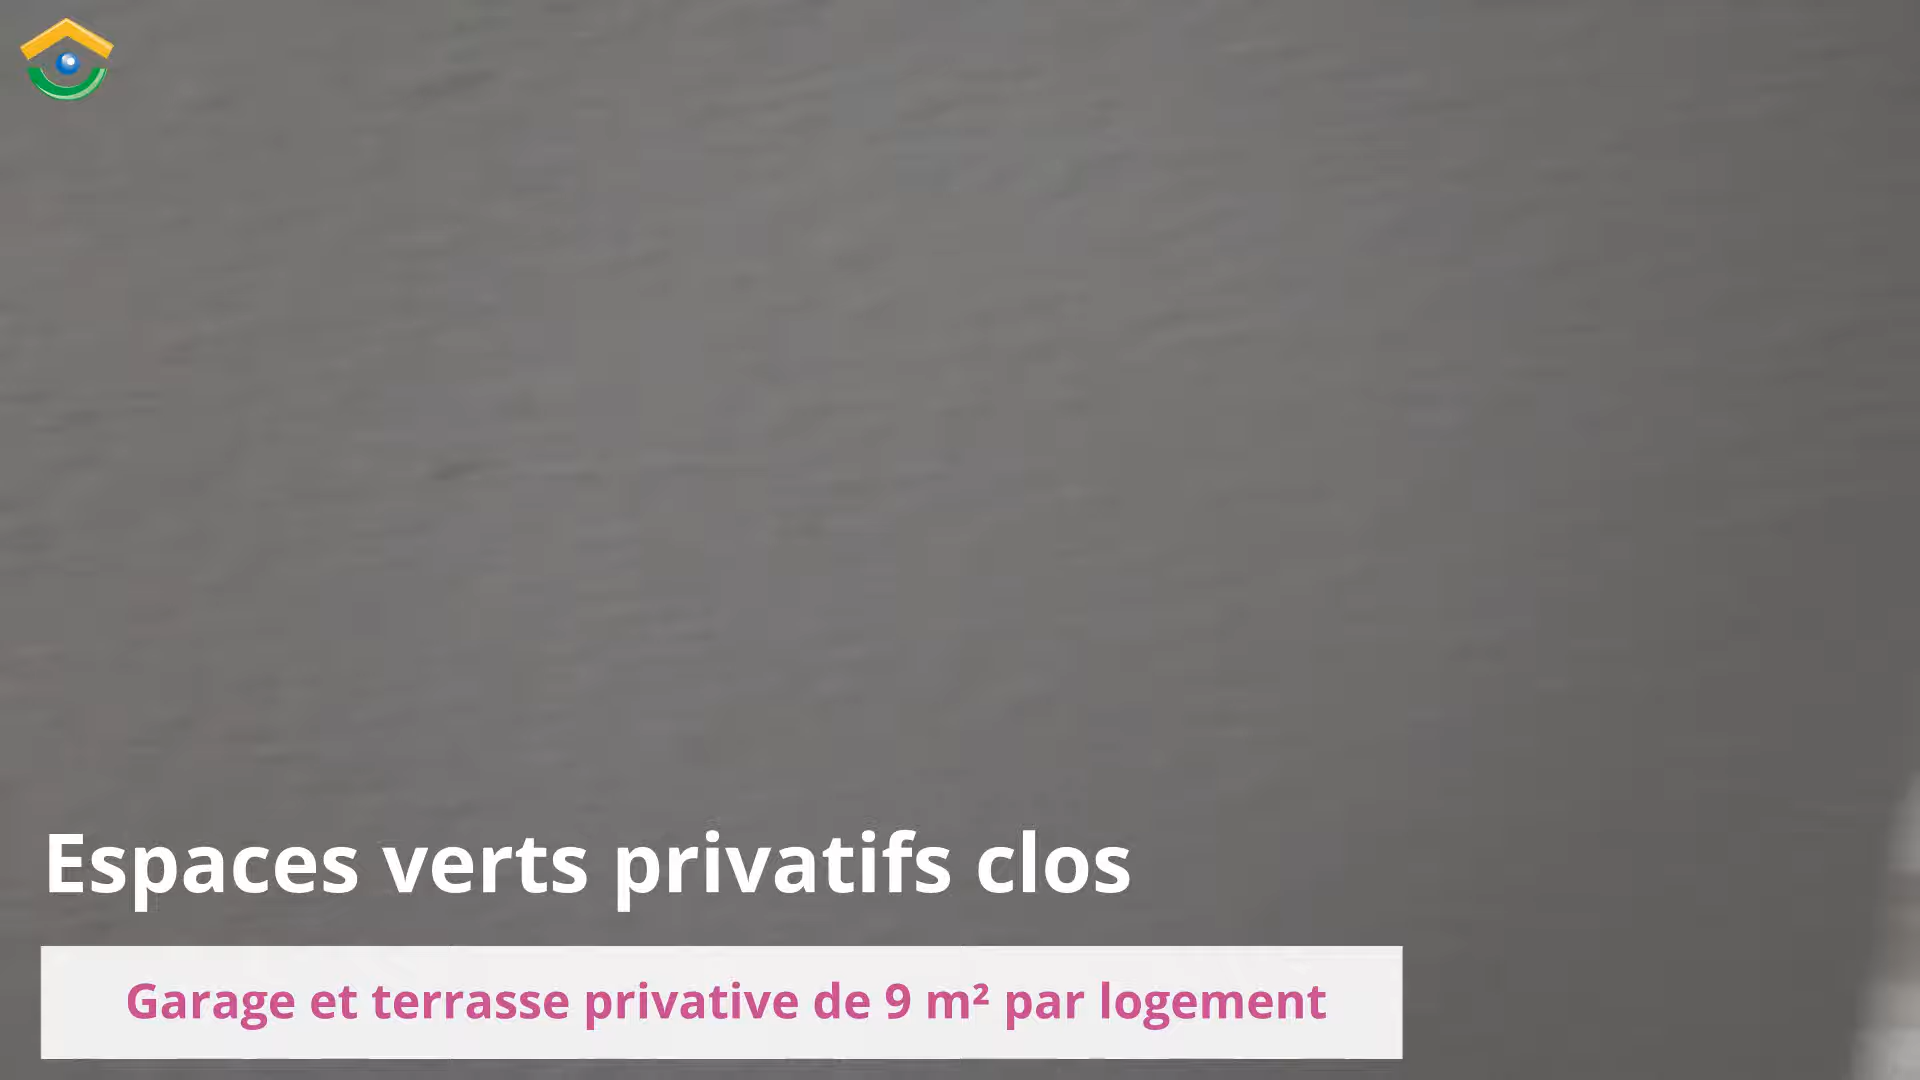 Espaces verts privatifs clos
Garage et terrasse privative de 9 m² par logement